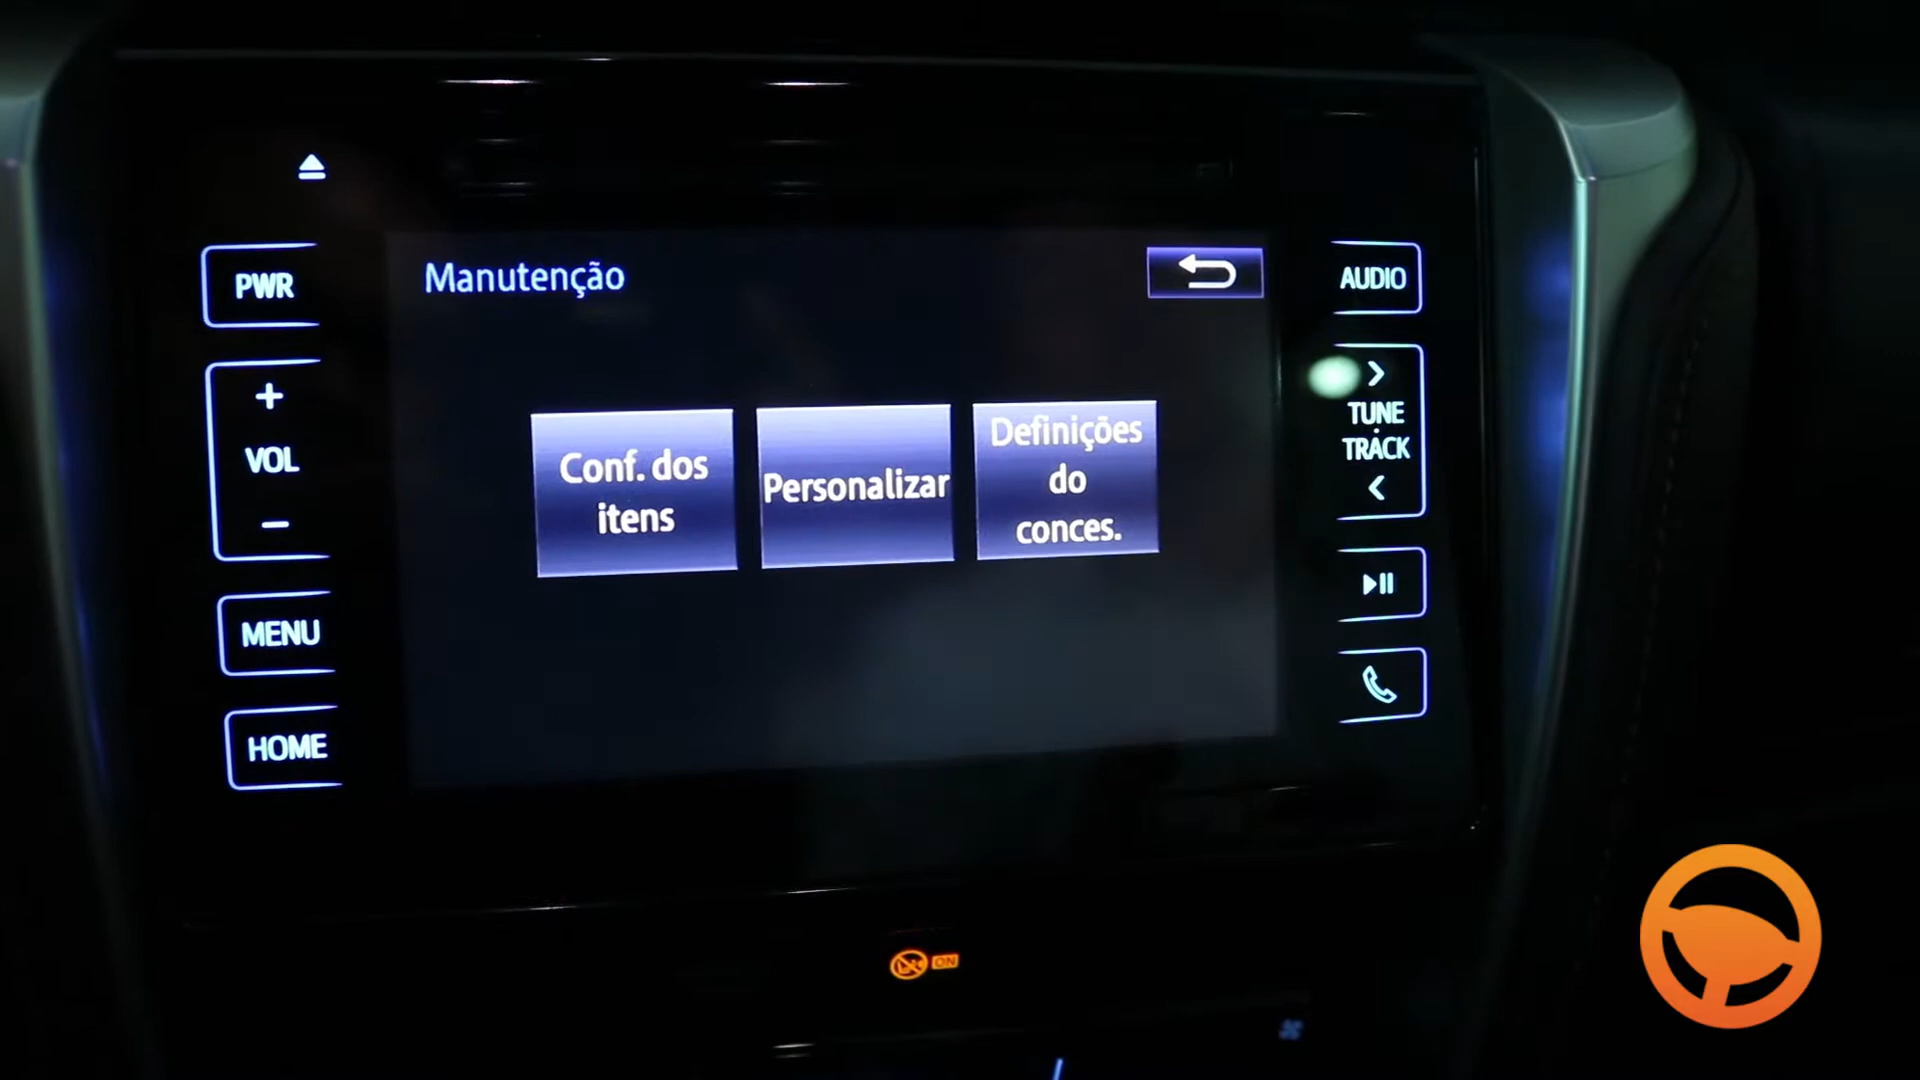 PWR
+
VOL
−
MENU
HOME
Manutenção
Conf. dos
itens
Personalizar
Definições
do
conces.
AUDIO
TUNE
TRACK
ON